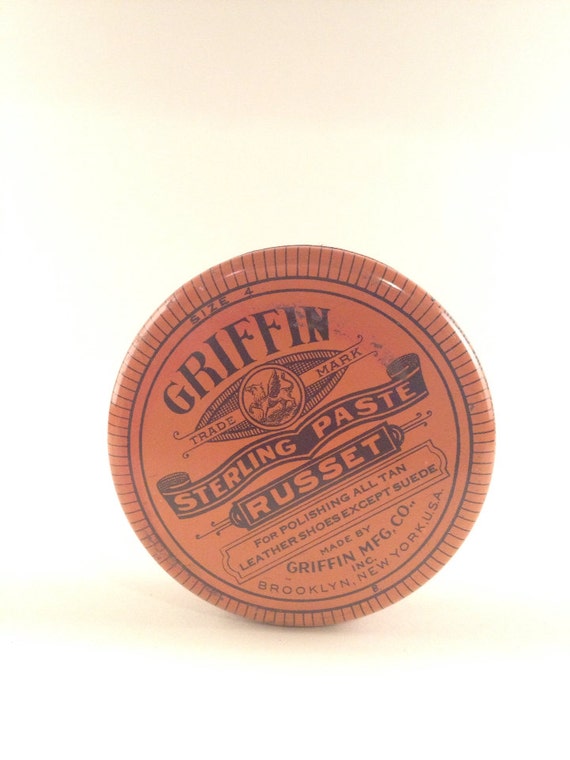 SIZE 4
GRIFFIN
TRADE MARK
STERLING PASTE
RUSSET
FOR POLISHING ALL TAN
LEATHER SHOES EXCEPT SUEDE
MADE BY
GRIFFIN MFG. CO.,
INC.
BROOKLYN, NEW YORK, U.S.A.
B